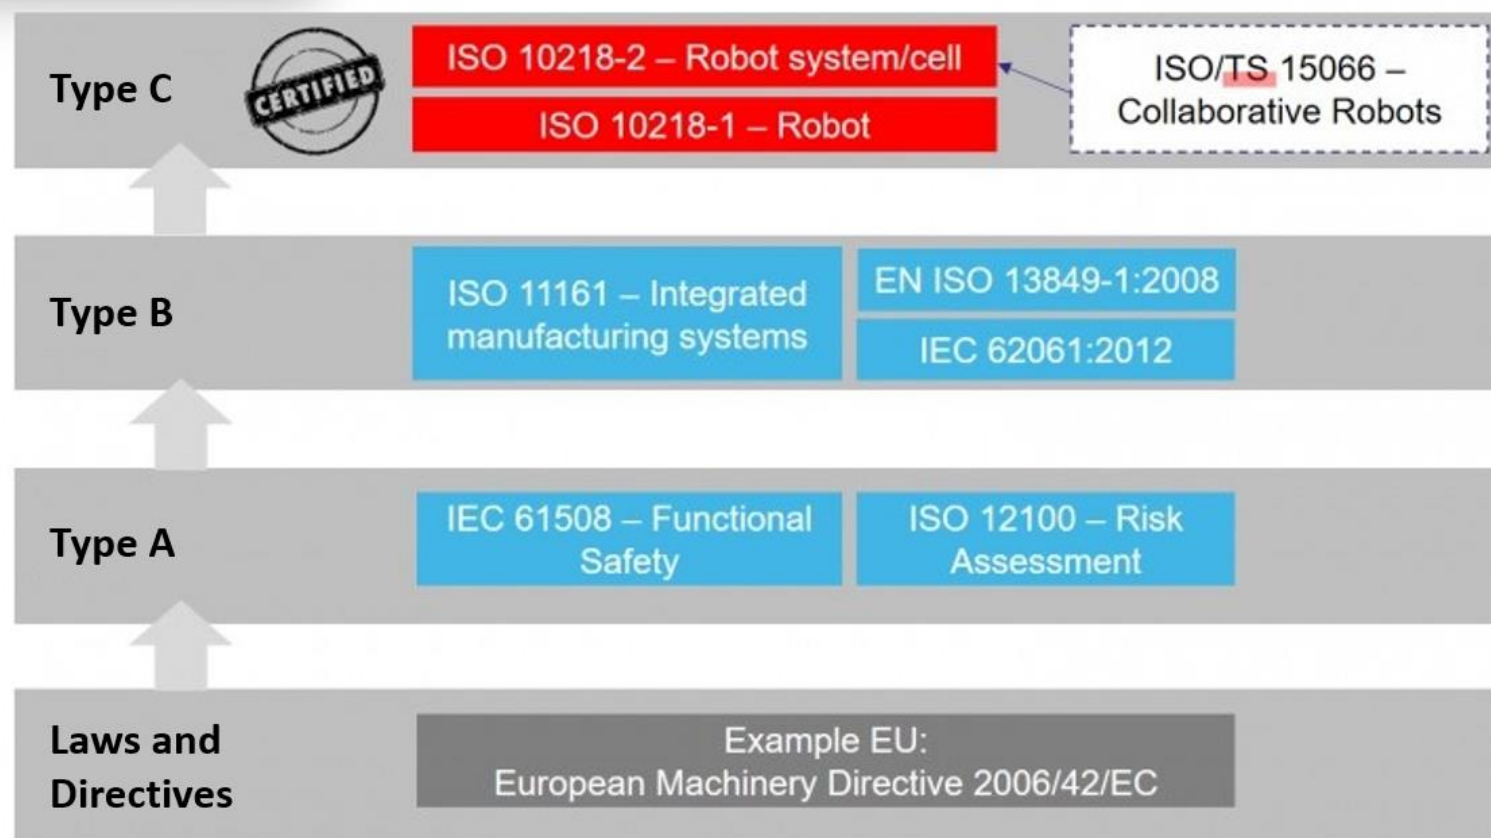 Type C
CERTIFIED
ISO 10218-2 – Robot system/cell
ISO 10218-1 – Robot
ISO/TS 15066 –
Collaborative Robots
Type B
ISO 11161 – Integrated
manufacturing systems
EN ISO 13849-1:2008
IEC 62061:2012
Type A
IEC 61508 – Functional
Safety
ISO 12100 – Risk
Assessment
Laws and
Directives
Example EU:
European Machinery Directive 2006/42/EC